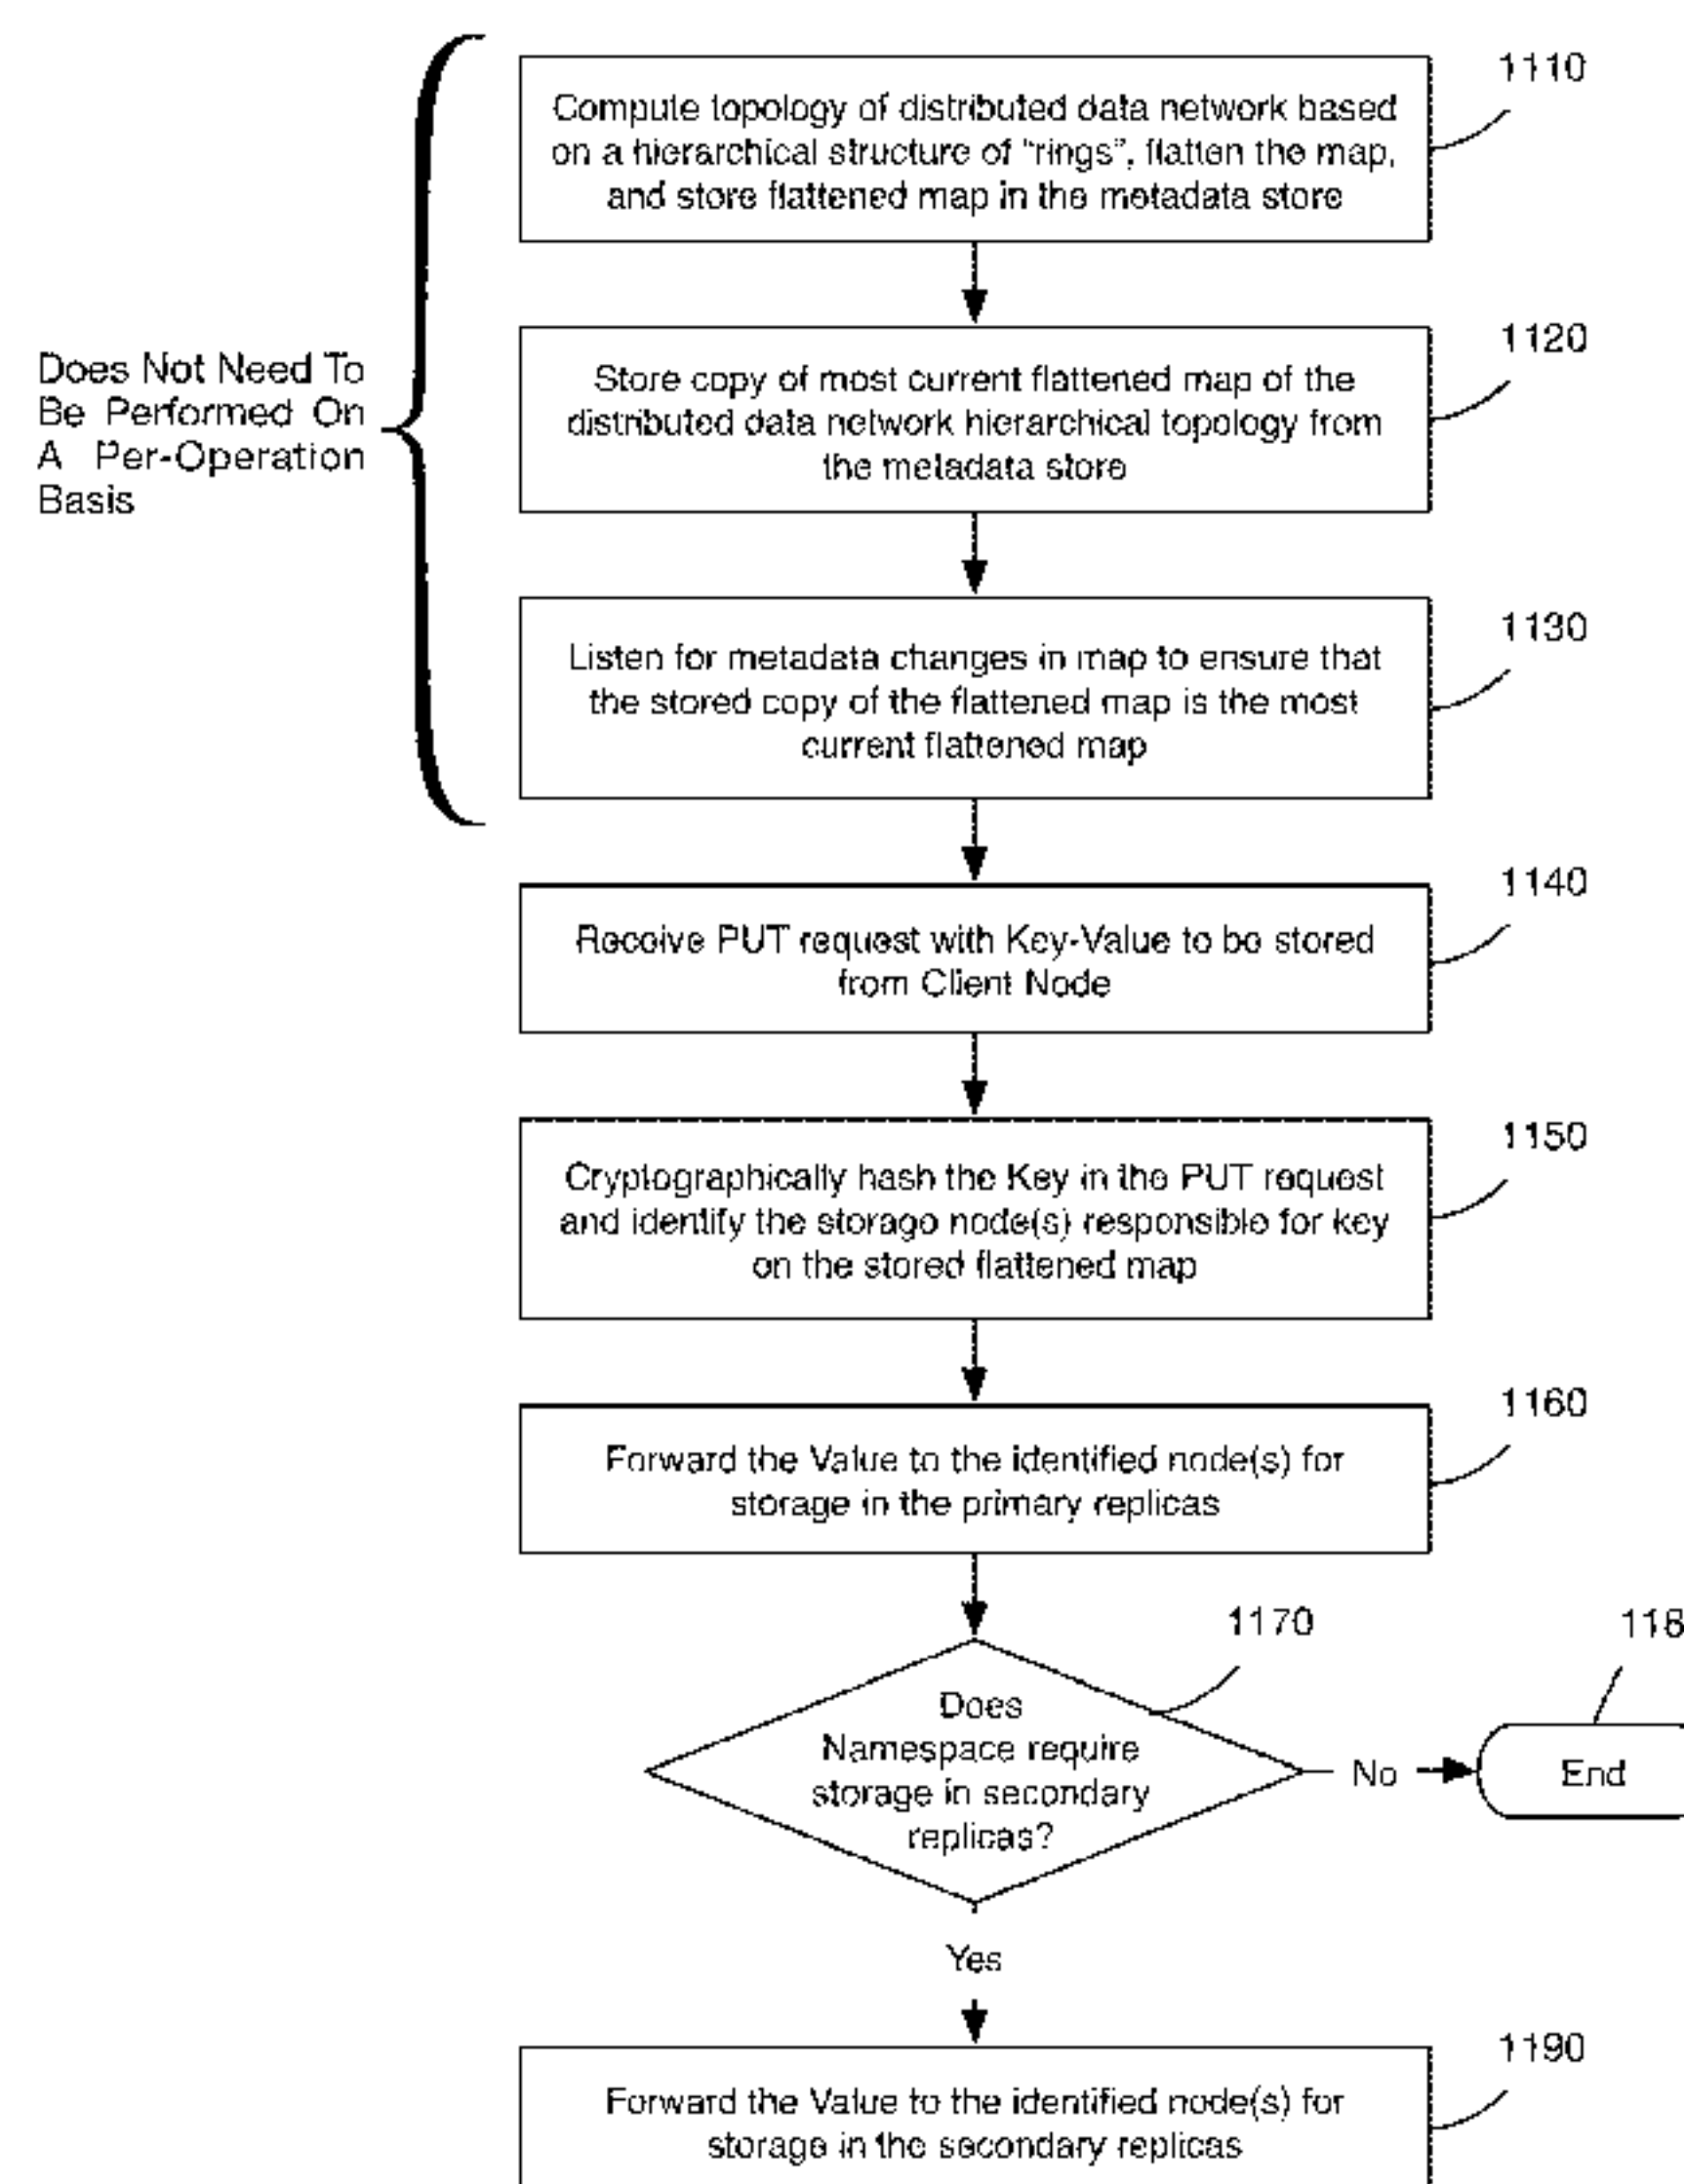 1110
Compute topology of distributed data network based
on a hierarchical structure of "rings", flatten the map,
and store flattened map in the metadata store
1120
Store copy of most current flattened map of the
distributed data network hierarchical topology from
the metadata store
Does Not Need To
Be Performed On
A Per-Operation
Basis
1130
Listen for metadata changes in map to ensure that
the stored copy of the flattened map is the most
current flattened map
1140
Receive PUT request with Key-Value to be stored
from Client Node
1150
Cryptographically hash the Key in the PUT request
and identify the storage node(s) responsible for key
on the stored flattened map
1160
Forward the Value to the identified node(s) for
storage in the primary replicas
1170
Does
Namespace require
storage in secondary
replicas?
No
End
Yes
1190
Forward the Value to the identified node(s) for
storage in the secondary replicas